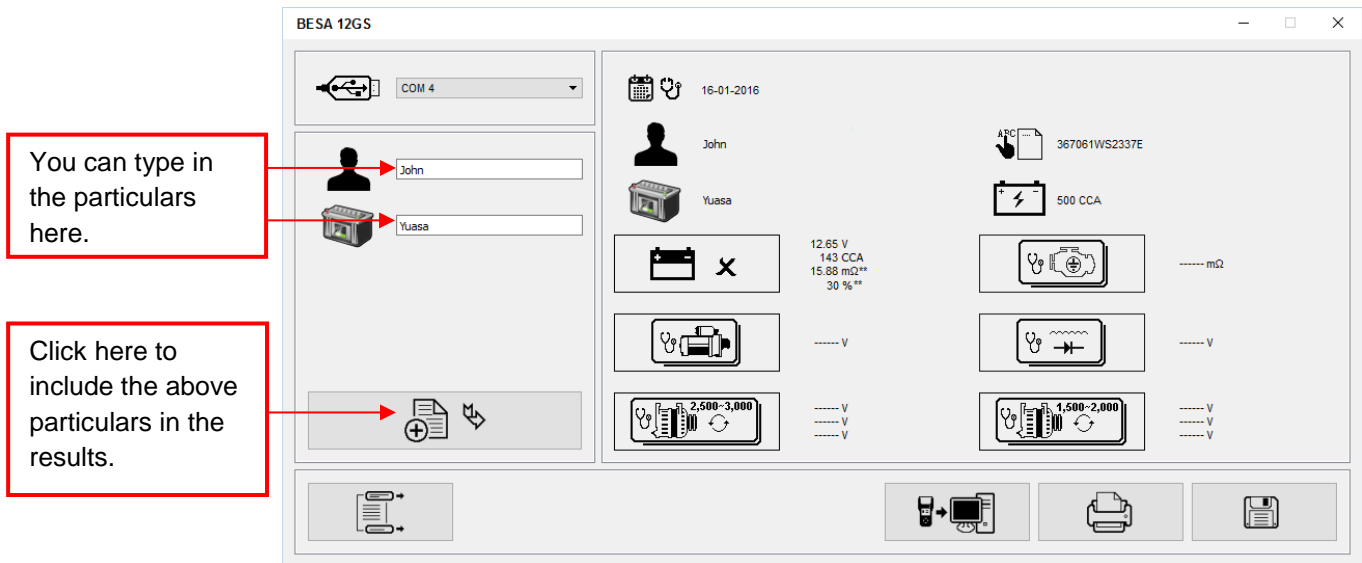 BESA 12GS
COM 4
16-01-2016
You can type in
the particulars
here.
John
Yuasa
John
ABC
367061WS2337E
Yuasa
500 CCA
12.65 V
143 CCA
15.88 mΩ**
30 %**
------ mΩ
------ V
------ V
Click here to
include the above
particulars in the
results.
2,500~3,000
------ V
------ V
------ V
1,500~2,000
------ V
------ V
------ V